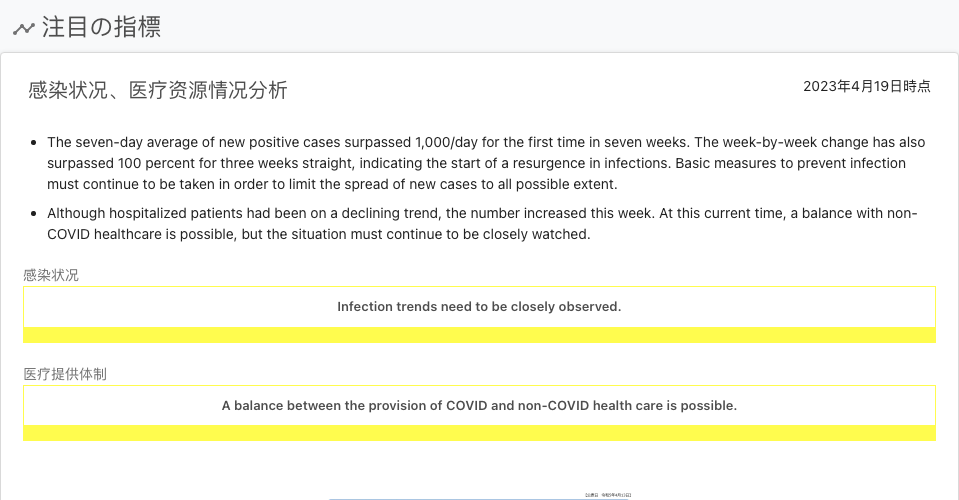 注目の指標
感染状况、医疗资源情况分析
2023年4月19日時点
The seven-day average of new positive cases surpassed 1,000/day for the first time in seven weeks. The week-by-week change has also
surpassed 100 percent for three weeks straight, indicating the start of a resurgence in infections. Basic measures to prevent infection
must continue to be taken in order to limit the spread of new cases to all possible extent.
Although hospitalized patients had been on a declining trend, the number increased this week. At this current time, a balance with non-
COVID healthcare is possible, but the situation must continue to be closely watched.
感染状况
Infection trends need to be closely observed.
医疗提供体制
A balance between the provision of COVID and non-COVID health care is possible.